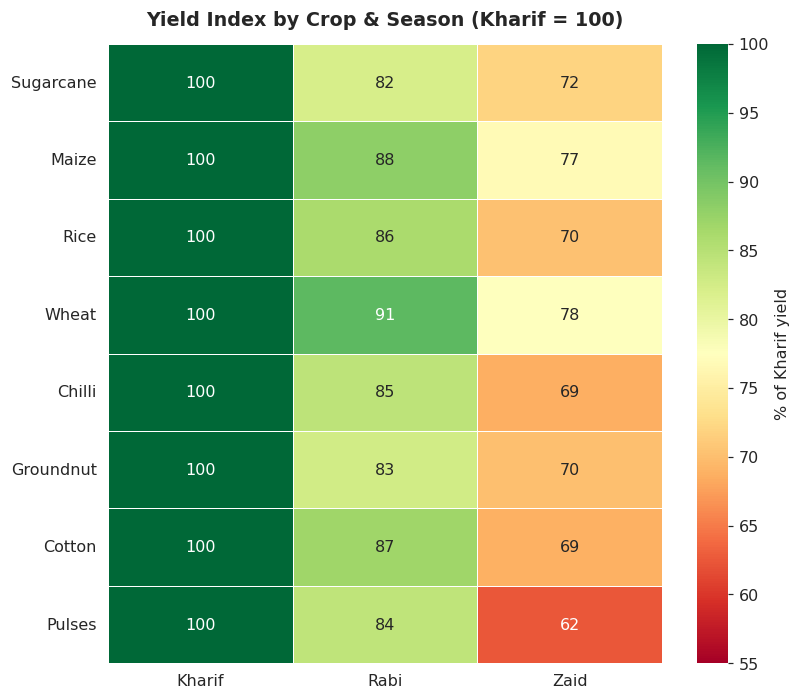 Yield Index by Crop & Season (Kharif = 100)
Sugarcane 100 82 72
Maize 100 88 77
Rice 100 86 70
Wheat 100 91 78
Chilli 100 85 69
Groundnut 100 83 70
Cotton 100 87 69
Pulses 100 84 62
Kharif Rabi Zaid
100
95
90
85
80
75
70
65
60
55
% of Kharif yield